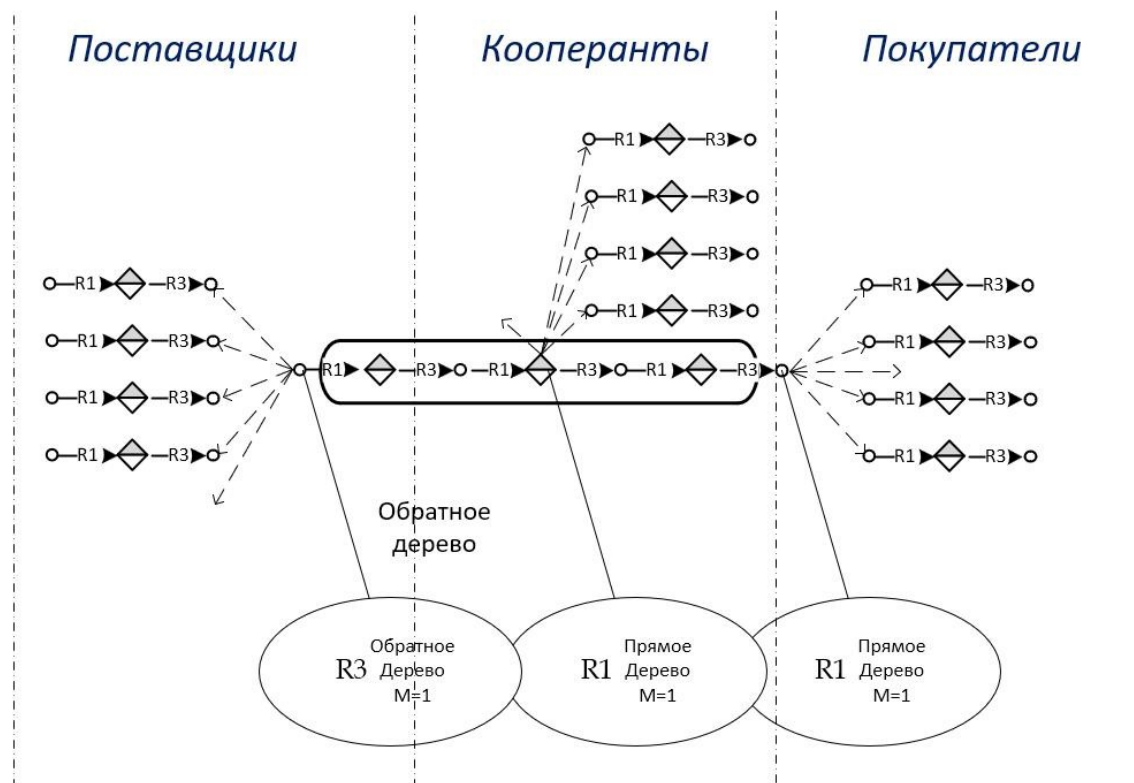 Поставщики
Кооперанты
Покупатели
R1 R3
R1 R3
R1 R3
R1 R3
R1 R3
R1 R3
R1 R3
R1 R3
R1 R3 R1 R3 R1 R3
R1 R3
R1 R3
R1 R3
R1 R3
Обратное
дерево
R3 Обратное
Дерево
М=1
R1 Прямое
Дерево
М=1
R1 Прямое
Дерево
М=1